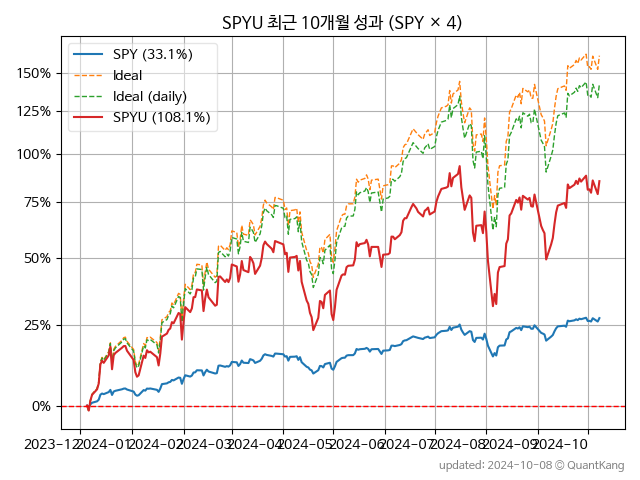 SPYU 최근 10개월 성과 (SPY × 4)
SPY (33.1%)
Ideal
Ideal (daily)
SPYU (108.1%)
150%
125%
100%
75%
50%
25%
0%
2023-12 2024-01 2024-02 2024-03 2024-04 2024-05 2024-06 2024-07 2024-08 2024-09 2024-10
updated: 2024-10-08 © QuantKang